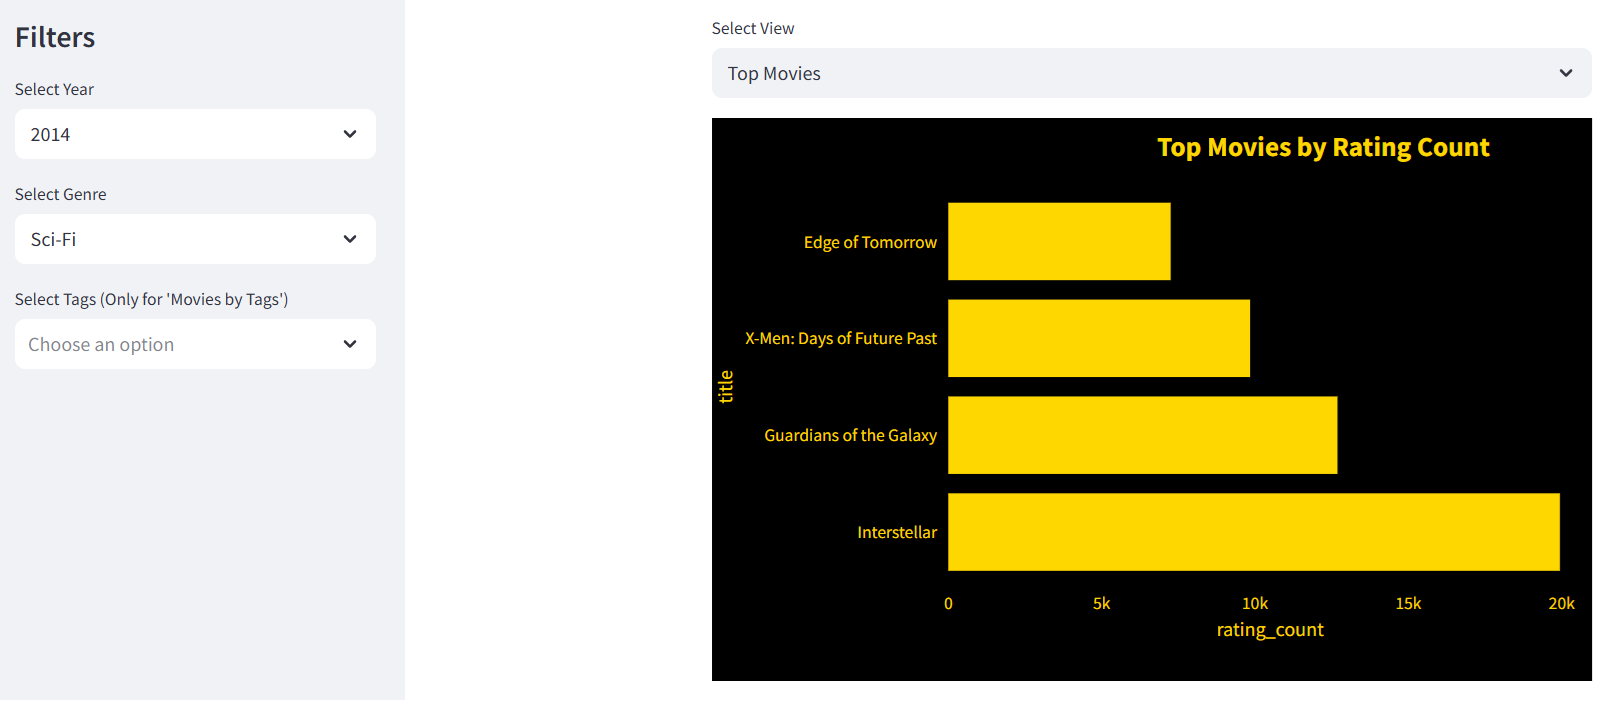 Filters
Select Year
2014
Select Genre
Sci-Fi
Select Tags (Only for 'Movies by Tags')
Choose an option
Select View
Top Movies
Top Movies by Rating Count
title
Edge of Tomorrow
X-Men: Days of Future Past
Guardians of the Galaxy
Interstellar
0 5k 10k 15k 20k
rating_count